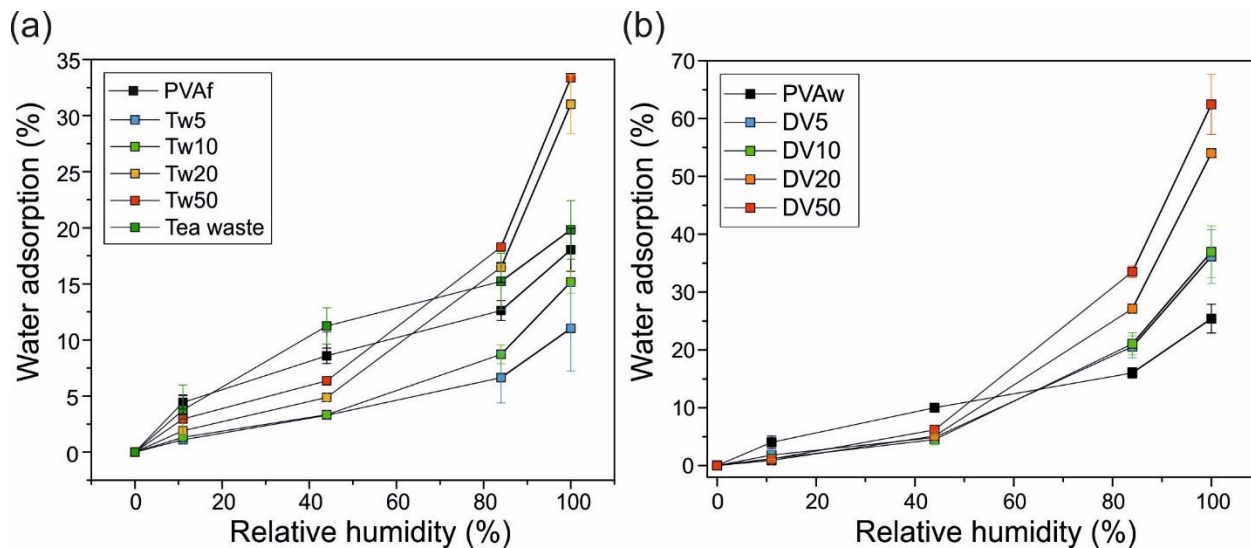 (a)
Water adsorption (%)
35
30
25
20
15
10
5
0
PVAf
Tw5
Tw10
Tw20
Tw50
Tea waste
0 20 40 60 80 100
Relative humidity (%)
(b)
Water adsorption (%)
70
60
50
40
30
20
10
0
PVAw
DV5
DV10
DV20
DV50
0 20 40 60 80 100
Relative humidity (%)